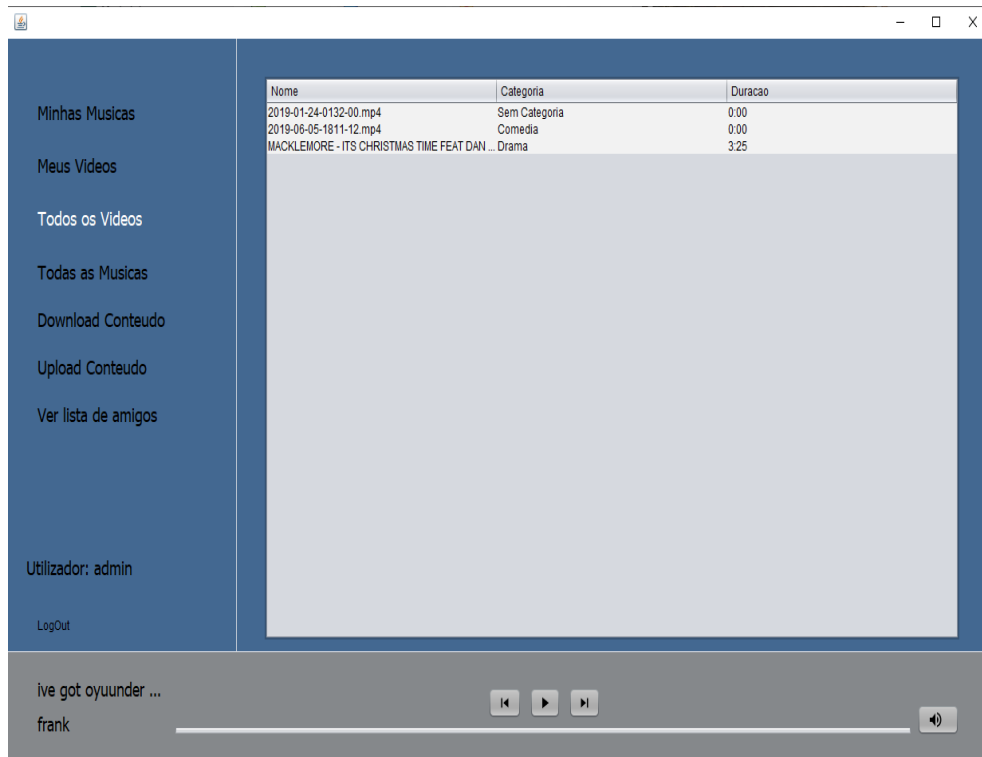 Minhas Musicas
Meus Videos
Todos os Videos
Todas as Musicas
Download Conteudo
Upload Conteudo
Ver lista de amigos
Utilizador: admin
LogOut
Nome Categoria Duracao
2019-01-24-0132-00.mp4 Sem Categoria 0:00
2019-06-05-1811-12.mp4 Comedia 0:00
MACKLEMORE - ITS CHRISTMAS TIME FEAT DAN ... Drama 3:25
ive got oyuunder ...
frank